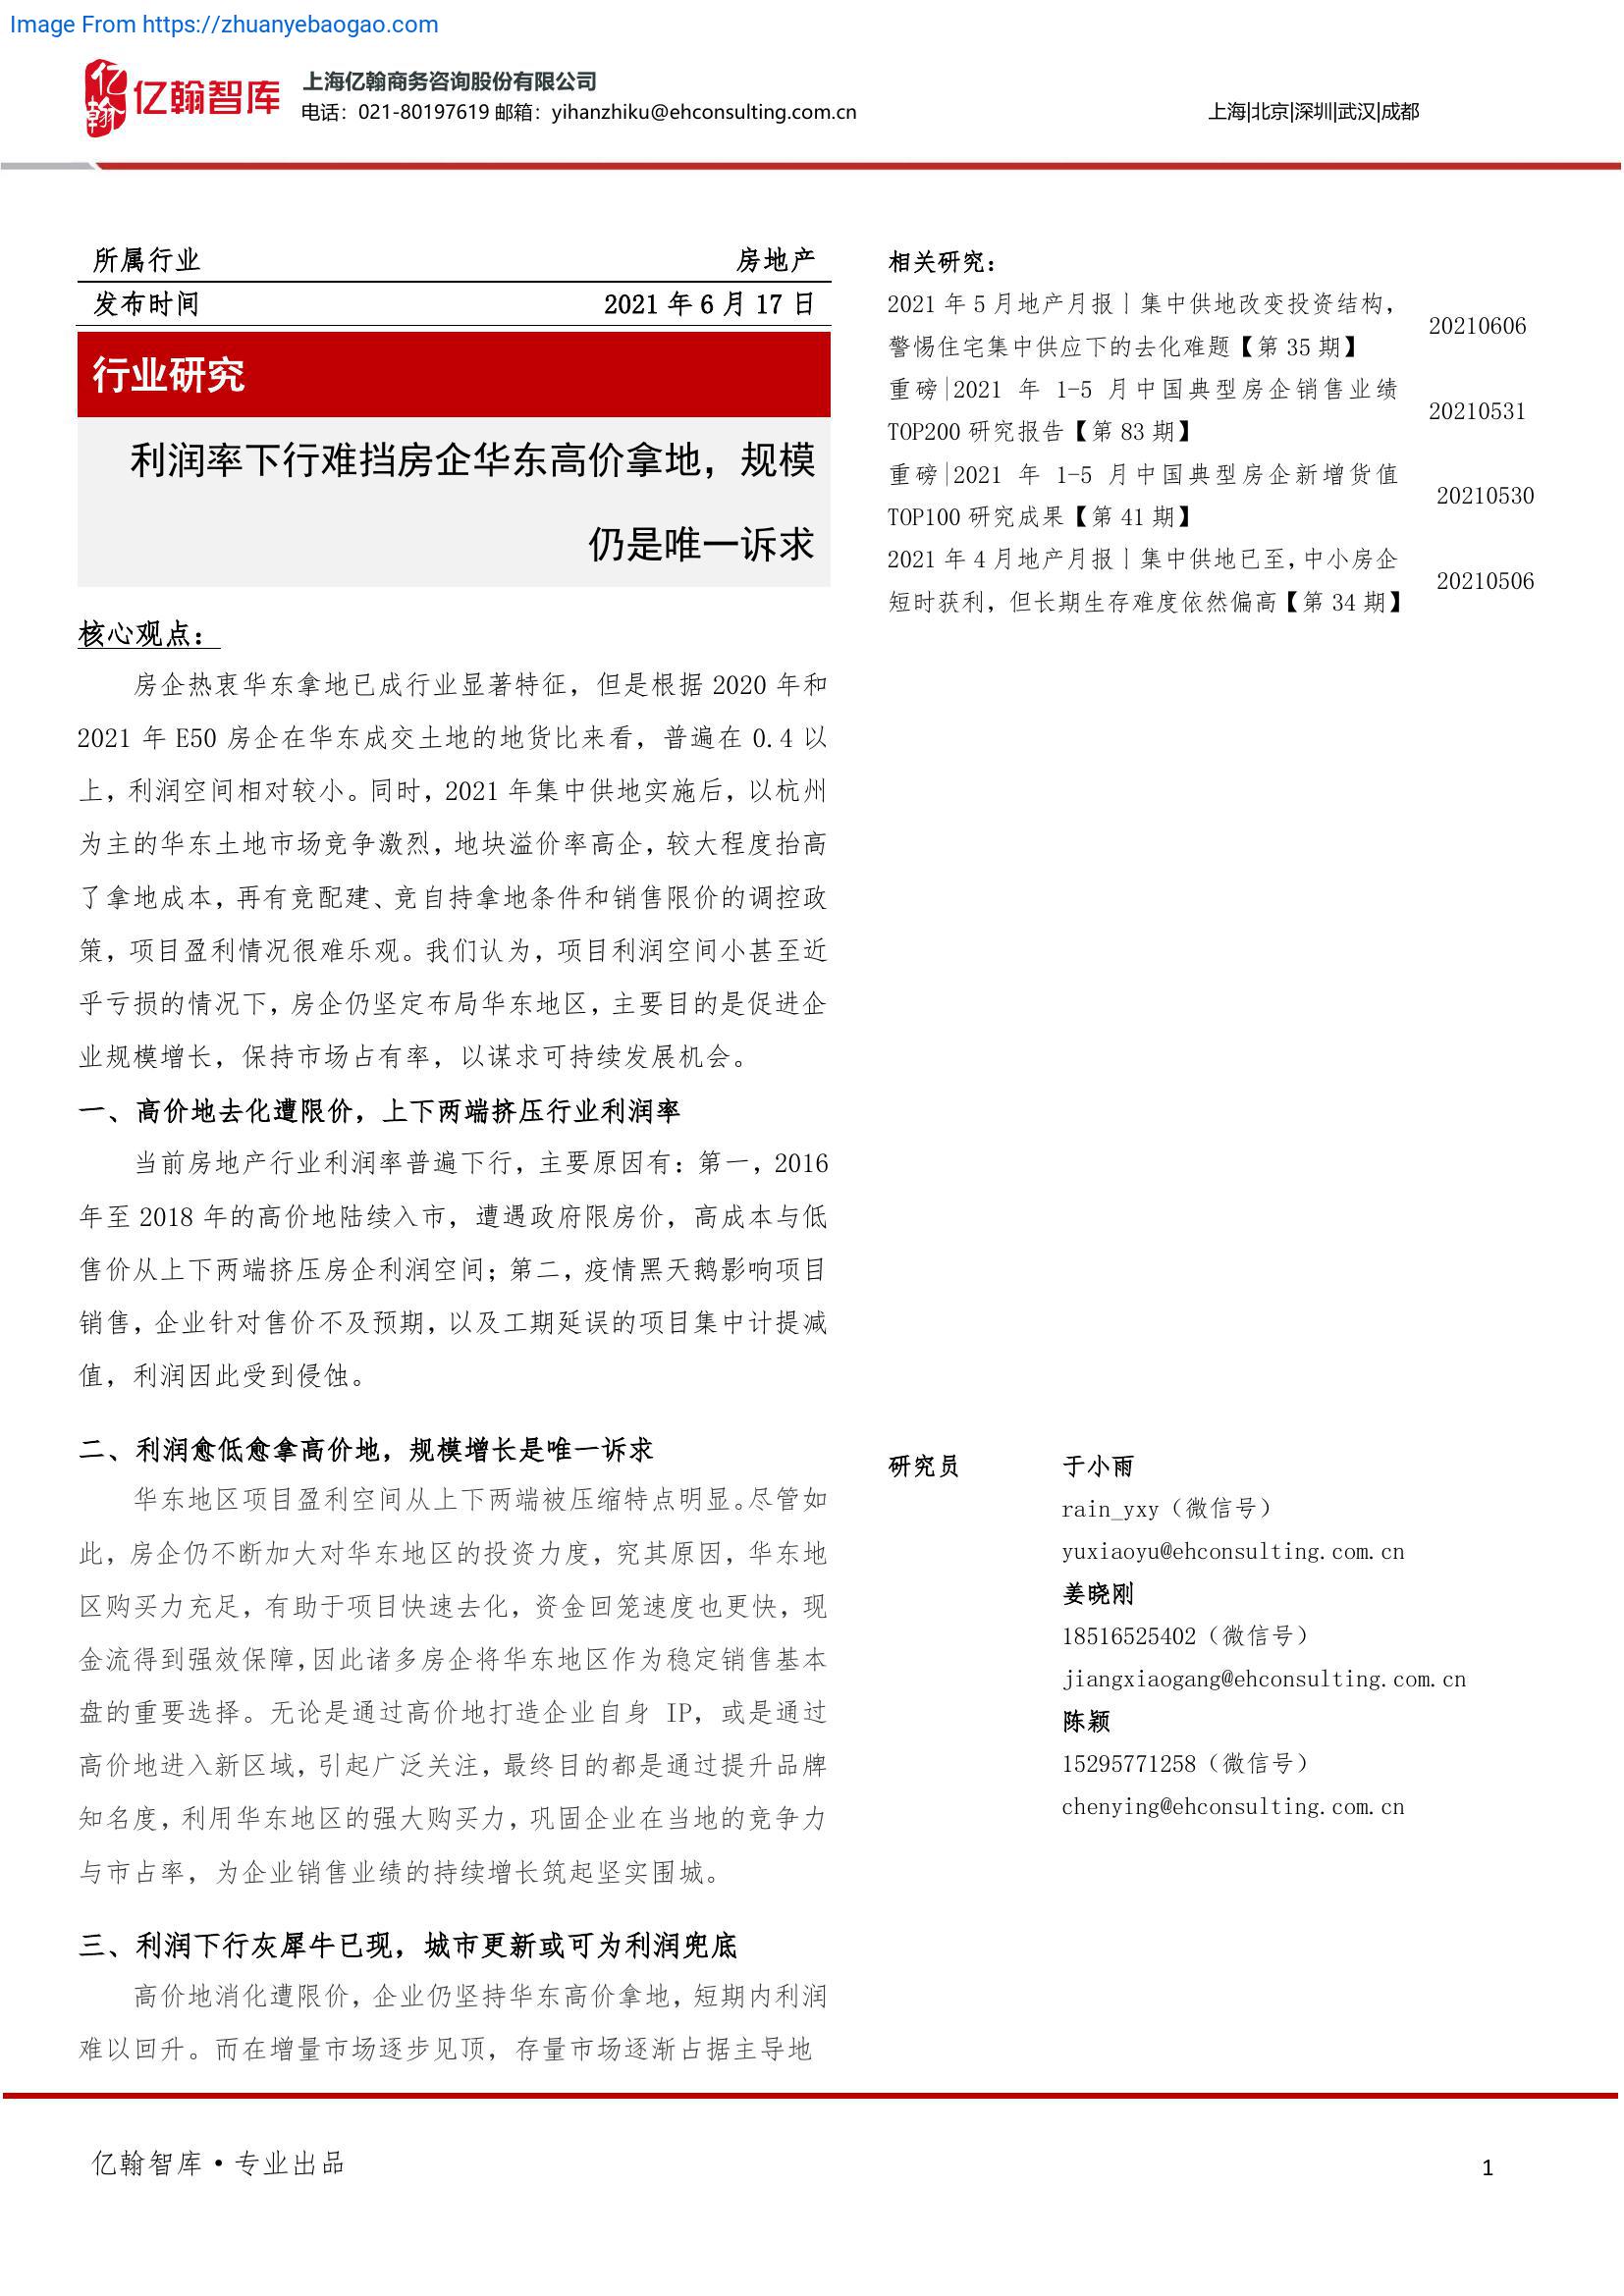 Image From https://zhuanyebaogao.com
亿翰
亿翰智库
上海亿翰商务咨询股份有限公司
电话：021-80197619 邮箱：yihanzhiku@ehconsulting.com.cn
上海|北京|深圳|武汉|成都
所属行业 房地产
发布时间 2021 年 6 月 17 日
行业研究
利润率下行难挡房企华东高价拿地，规模
仍是唯一诉求
核心观点：
房企热衷华东拿地已成行业显著特征，但是根据 2020 年和
2021 年 E50 房企在华东成交土地的地货比来看，普遍在 0.4 以
上，利润空间相对较小。同时，2021 年集中供地实施后，以杭州
为主的华东土地市场竞争激烈，地块溢价率高企，较大程度抬高
了拿地成本，再有竞配建、竞自持拿地条件和销售限价的调控政
策，项目盈利情况很难乐观。我们认为，项目利润空间小甚至近
乎亏损的情况下，房企仍坚定布局华东地区，主要目的是促进企
业规模增长，保持市场占有率，以谋求可持续发展机会。
一、高价地去化遭限价，上下两端挤压行业利润率
当前房地产行业利润率普遍下行，主要原因有：第一，2016
年至 2018 年的高价地陆续入市，遭遇政府限房价，高成本与低
售价从上下两端挤压房企利润空间；第二，疫情黑天鹅影响项目
销售，企业针对售价不及预期，以及工期延误的项目集中计提减
值，利润因此受到侵蚀。
二、利润愈低愈拿高价地，规模增长是唯一诉求
华东地区项目盈利空间从上下两端被压缩特点明显。尽管如
此，房企仍不断加大对华东地区的投资力度，究其原因，华东地
区购买力充足，有助于项目快速去化，资金回笼速度也更快，现
金流得到强效保障，因此诸多房企将华东地区作为稳定销售基本
盘的重要选择。无论是通过高价地打造企业自身 IP，或是通过
高价地进入新区域，引起广泛关注，最终目的都是通过提升品牌
知名度，利用华东地区的强大购买力，巩固企业在当地的竞争力
与市占率，为企业销售业绩的持续增长筑起坚实围城。
三、利润下行灰犀牛已现，城市更新或可为利润兜底
高价地消化遭限价，企业仍坚持华东高价拿地，短期内利润
难以回升。而在增量市场逐步见顶，存量市场逐渐占据主导地
相关研究：
2021 年 5 月地产月报丨集中供地改变投资结构，
警惕住宅集中供应下的去化难题【第 35 期】 20210606
重磅|2021 年 1-5 月中国典型房企销售业绩
TOP200 研究报告【第 83 期】 20210531
重磅|2021 年 1-5 月中国典型房企新增货值
TOP100 研究成果【第 41 期】 20210530
2021 年 4 月地产月报丨集中供地已至，中小房企
短时获利，但长期生存难度依然偏高【第 34 期】 20210506
研究员 于小雨
rain_yxy（微信号）
yuxiaoyu@ehconsulting.com.cn
姜晓刚
18516525402（微信号）
jiangxiaogang@ehconsulting.com.cn
陈颖
15295771258（微信号）
chenying@ehconsulting.com.cn
亿翰智库·专业出品
1